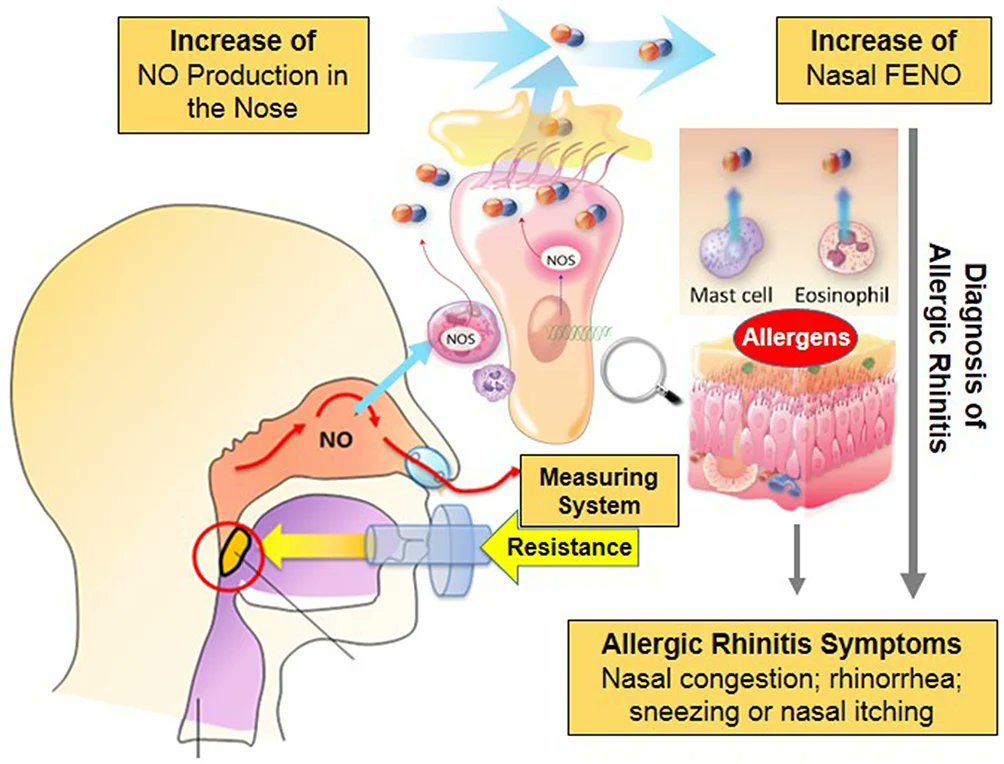 Increase of
NO Production in
the Nose
Increase of
Nasal FENO
NOS
NOS
Mast cell
Eosinophil
Allergens
Diagnosis of
Allergic Rhinitis
NO
Measuring
System
Resistance
Allergic Rhinitis Symptoms
Nasal congestion; rhinorrhea;
sneezing or nasal itching